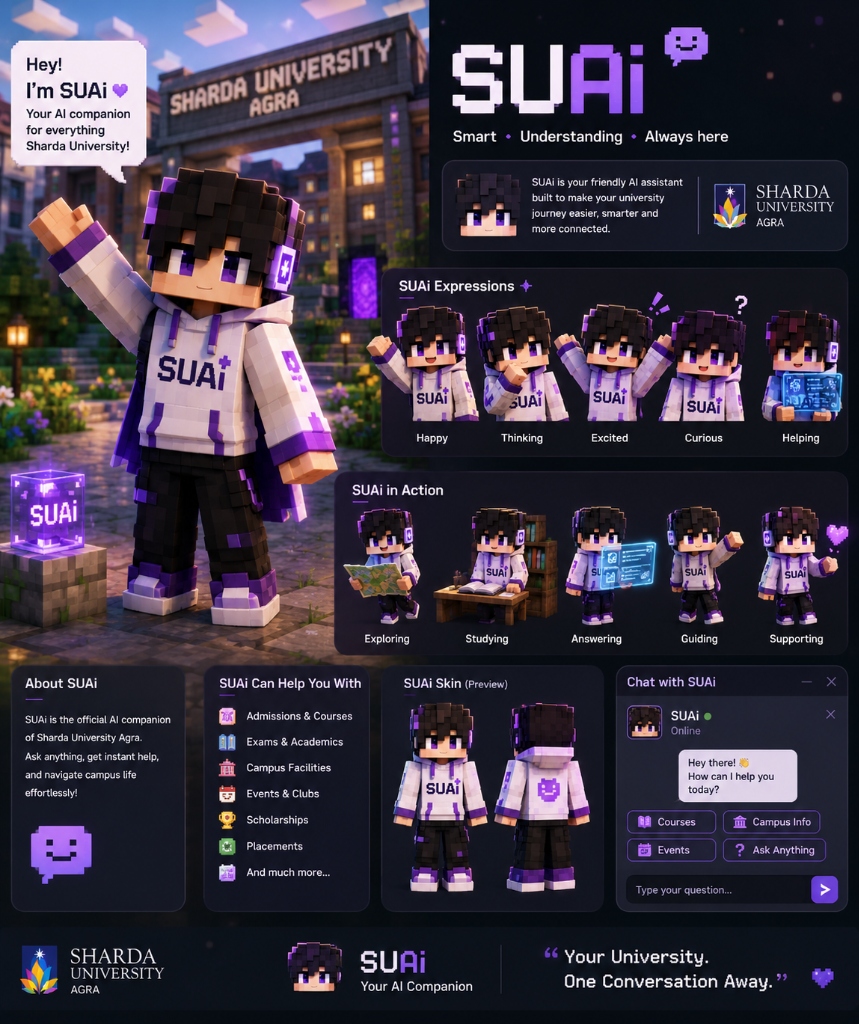 Hey!
I'm SUAi
Your AI companion
for everything
Sharda University!
SHARDA UNIVERSITY
AGRA
SUAi
SUAi
SUAi
Smart • Understanding • Always here
SUAi is your friendly AI assistant
built to make your university
journey easier, smarter and
more connected.
SHARDA
UNIVERSITY
AGRA
SUAi Expressions
?
SUAi
SUAi
SUAi
SUAi
Happy
Thinking
Excited
Curious
Helping
SUAi in Action
SUAi
SUAi
SUAi
SUAi
Exploring
Studying
Answering
Guiding
Supporting
About SUAi
SUAi is the official AI companion
of Sharda University Agra.
Ask anything, get instant help,
and navigate campus life
effortlessly!
SUAi Can Help You With
Admissions & Courses
Exams & Academics
Campus Facilities
Events & Clubs
Scholarships
Placements
And much more...
SUAi Skin (Preview)
SUAi
Chat with SUAi
SUAi
Online
Hey there! 👋
How can I help you
today?
Courses
Campus Info
Events
? Ask Anything
Type your question...
SHARDA
UNIVERSITY
AGRA
SUAi
Your AI Companion
“ Your University.
One Conversation Away. ”